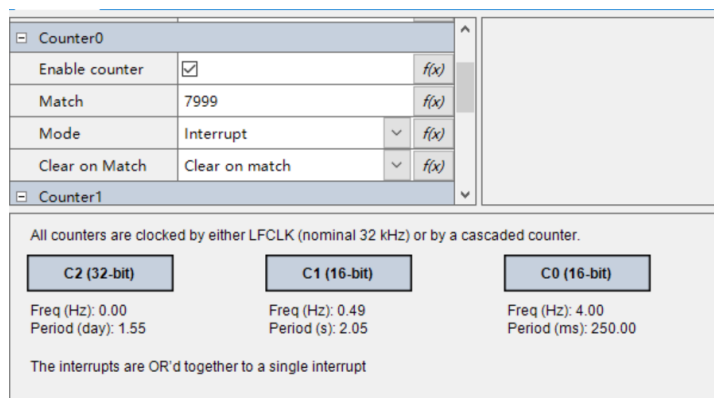 Counter0
Enable counter f(x)
Match 7999 f(x)
Mode Interrupt f(x)
Clear on Match Clear on match f(x)
Counter1
All counters are clocked by either LFCLK (nominal 32 kHz) or by a cascaded counter.
C2 (32-bit) C1 (16-bit) C0 (16-bit)
Freq (Hz): 0.00 Freq (Hz): 0.49 Freq (Hz): 4.00
Period (day): 1.55 Period (s): 2.05 Period (ms): 250.00
The interrupts are OR'd together to a single interrupt